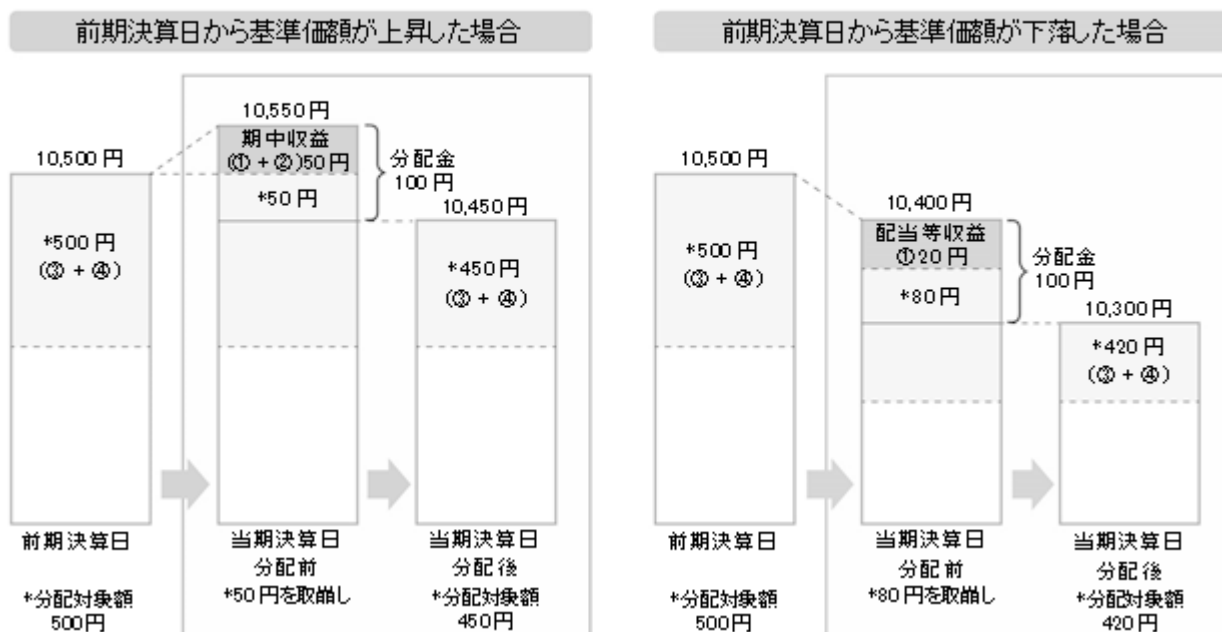 前期決算日から基準価額が上昇した場合
10,500円
*500円
(③+④)
前期決算日
*分配対象額
500円
10,550円
期中収益
(①+②)50円
*50円
分配金
100円
当期決算日
分配前
*50円を取崩し
10,450円
*450円
(③+④)
当期決算日
分配後
*分配対象額
450円
前期決算日から基準価額が下落した場合
10,500円
*500円
(③+④)
前期決算日
*分配対象額
500円
10,400円
配当等収益
①20円
*80円
分配金
100円
当期決算日
分配前
*80円を取崩し
10,300円
*420円
(③+④)
当期決算日
分配後
*分配対象額
420円